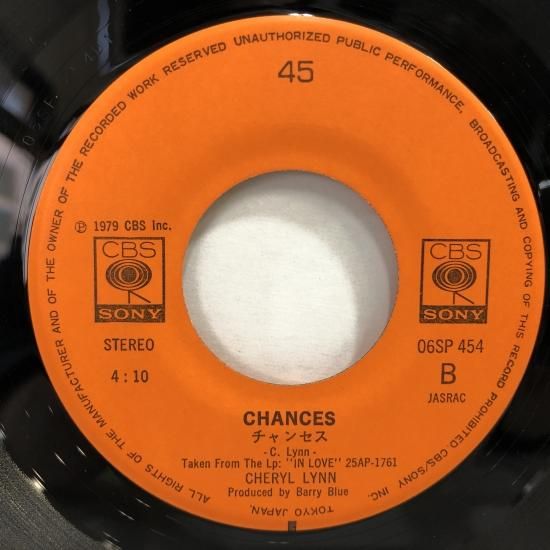 ALL RIGHTS OF THE MANUFACTURER AND OF THE OWNER OF THE RECORDED WORK RESERVED UNAUTHORIZED PUBLIC PERFORMANCE, BROADCASTING AND COPYING OF THIS RECORD PROHIBITED. CBS/SONY INC. TOKYO JAPAN
45
Ⓟ 1979 CBS Inc.
CBS
SONY
CBS
SONY
STEREO
06SP 454
4:10
B
JASRAC
CHANCES
チャンセス
- C. Lynn -
Taken From The Lp: "IN LOVE" 25AP-1761
CHERYL LYNN
Produced by Barry Blue